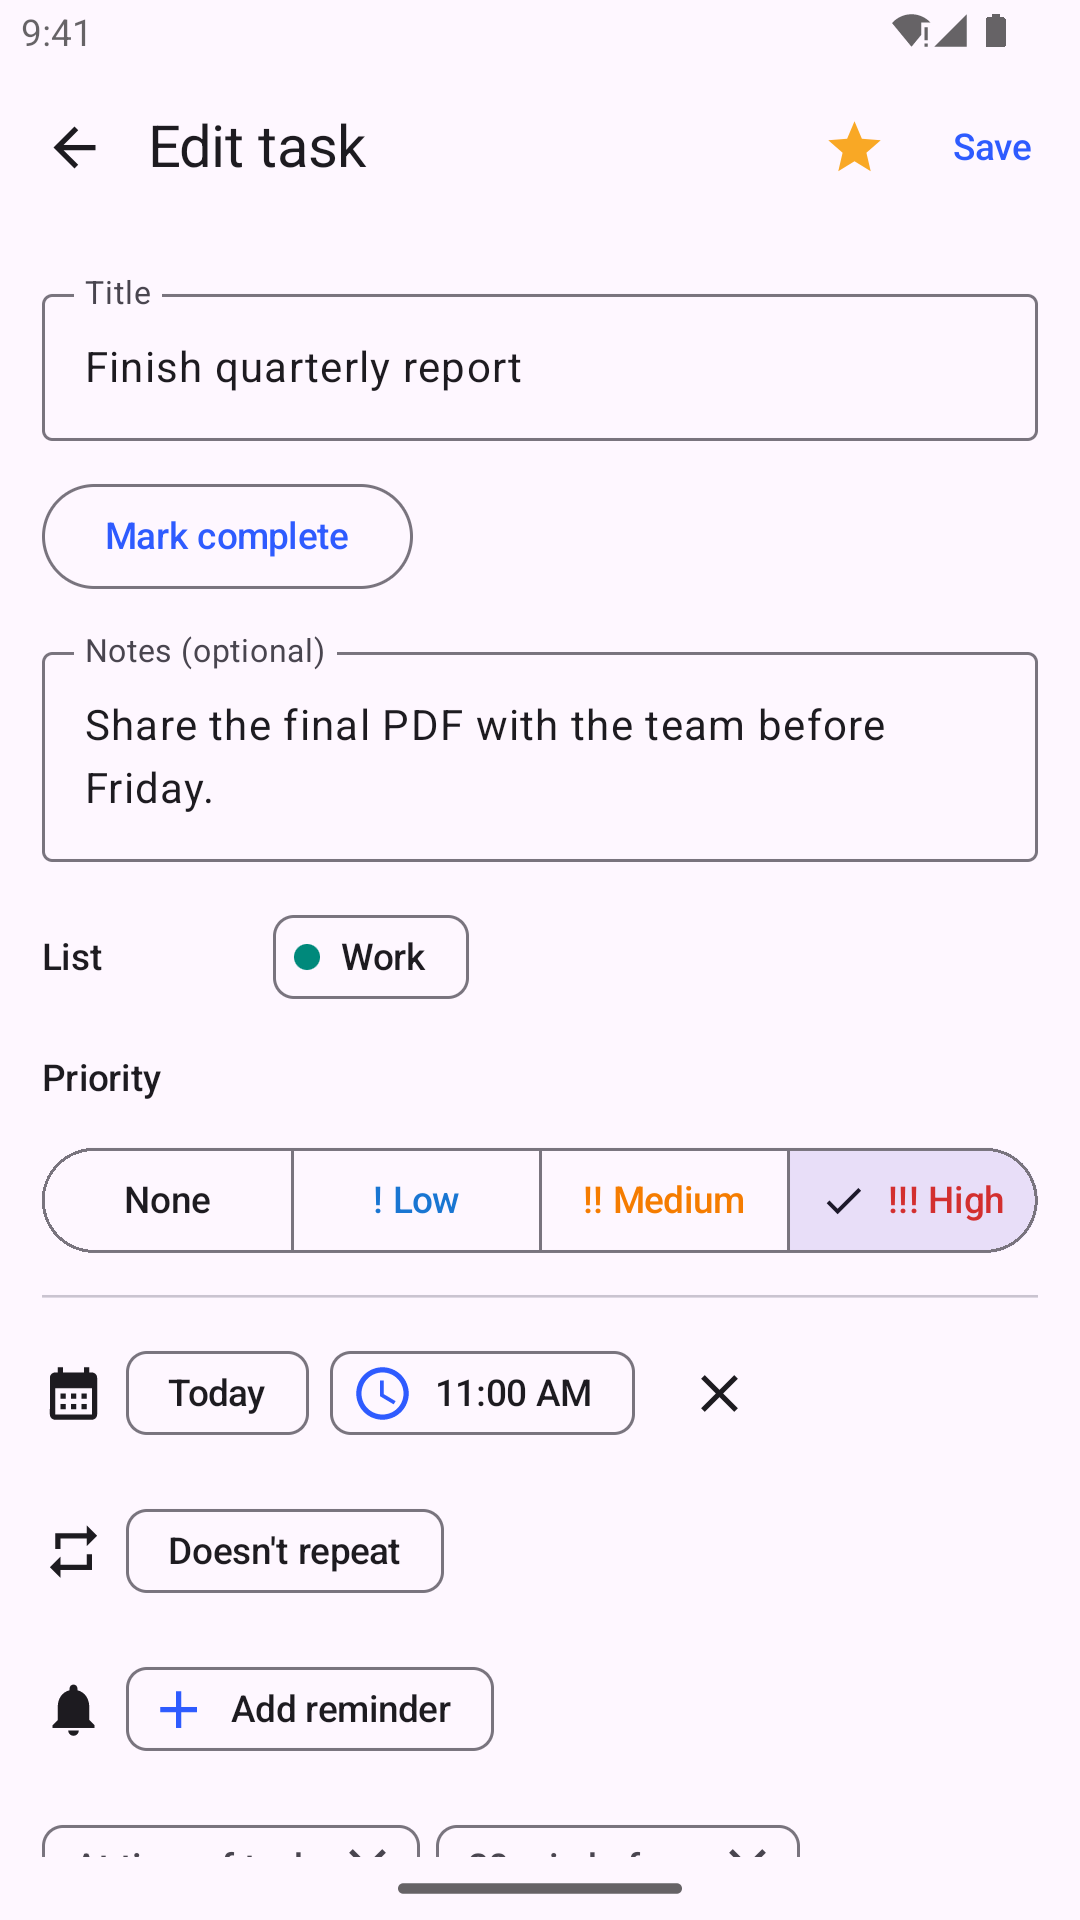 9:41
Edit task
Save
Title
Finish quarterly report
Mark complete
Notes (optional)
Share the final PDF with the team before
Friday.
List
Work
Priority
None
! Low
!! Medium
!!! High
Today
11:00 AM
Doesn't repeat
Add reminder